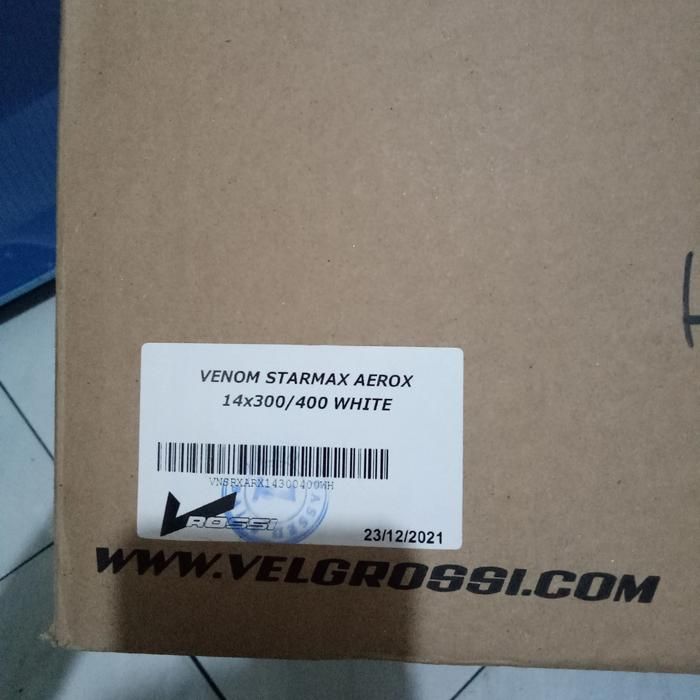 VENOM STARMAX AEROX
14x300/400 WHITE
VNSRXARX14300400WH
ROSSI
23/12/2021
WWW.VELGROSSI.COM